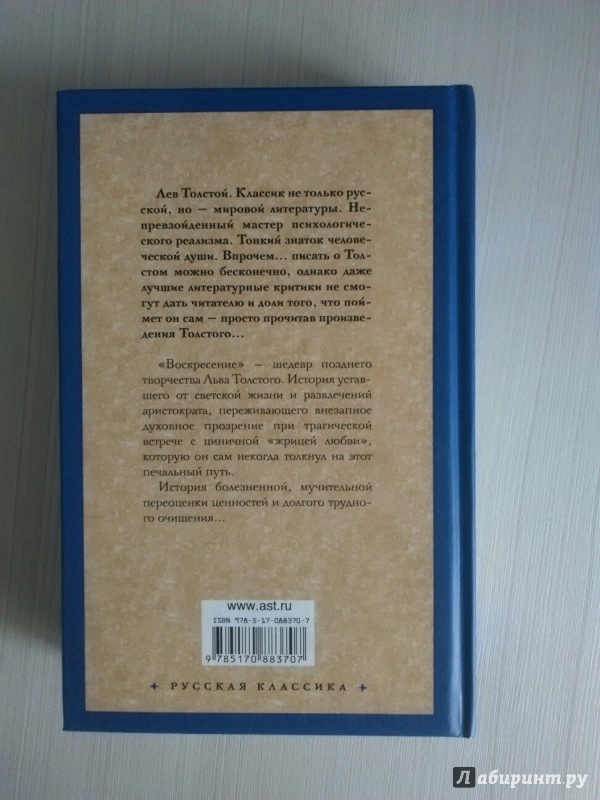 Лев Толстой. Классик не только рус-
ской, но — мировой литературы. Не-
превзойденный мастер психологиче-
ского реализма. Тонкий знаток челове-
ческой души. Впрочем... писать о Тол-
стом можно бесконечно, однако даже
лучшие литературные критики не смо-
гут дать читателю и доли того, что пой-
мет он сам — просто прочитав произве-
дения Толстого...
«Воскресение» — шедевр позднего
творчества Льва Толстого. История устав-
шего от светской жизни и развлечений
аристократа, переживающего внезапное
духовное прозрение при трагической
встрече с циничной «жрицей любви»,
которую он сам некогда толкнул на этот
печальный путь.
История болезненной, мучительной
переоценки ценностей и долгого трудно-
го очищения...
www.ast.ru
ISBN 978-5-17-088370-7
9 785170 883707
РУССКАЯ КЛАССИКА
Лабиринт.ру